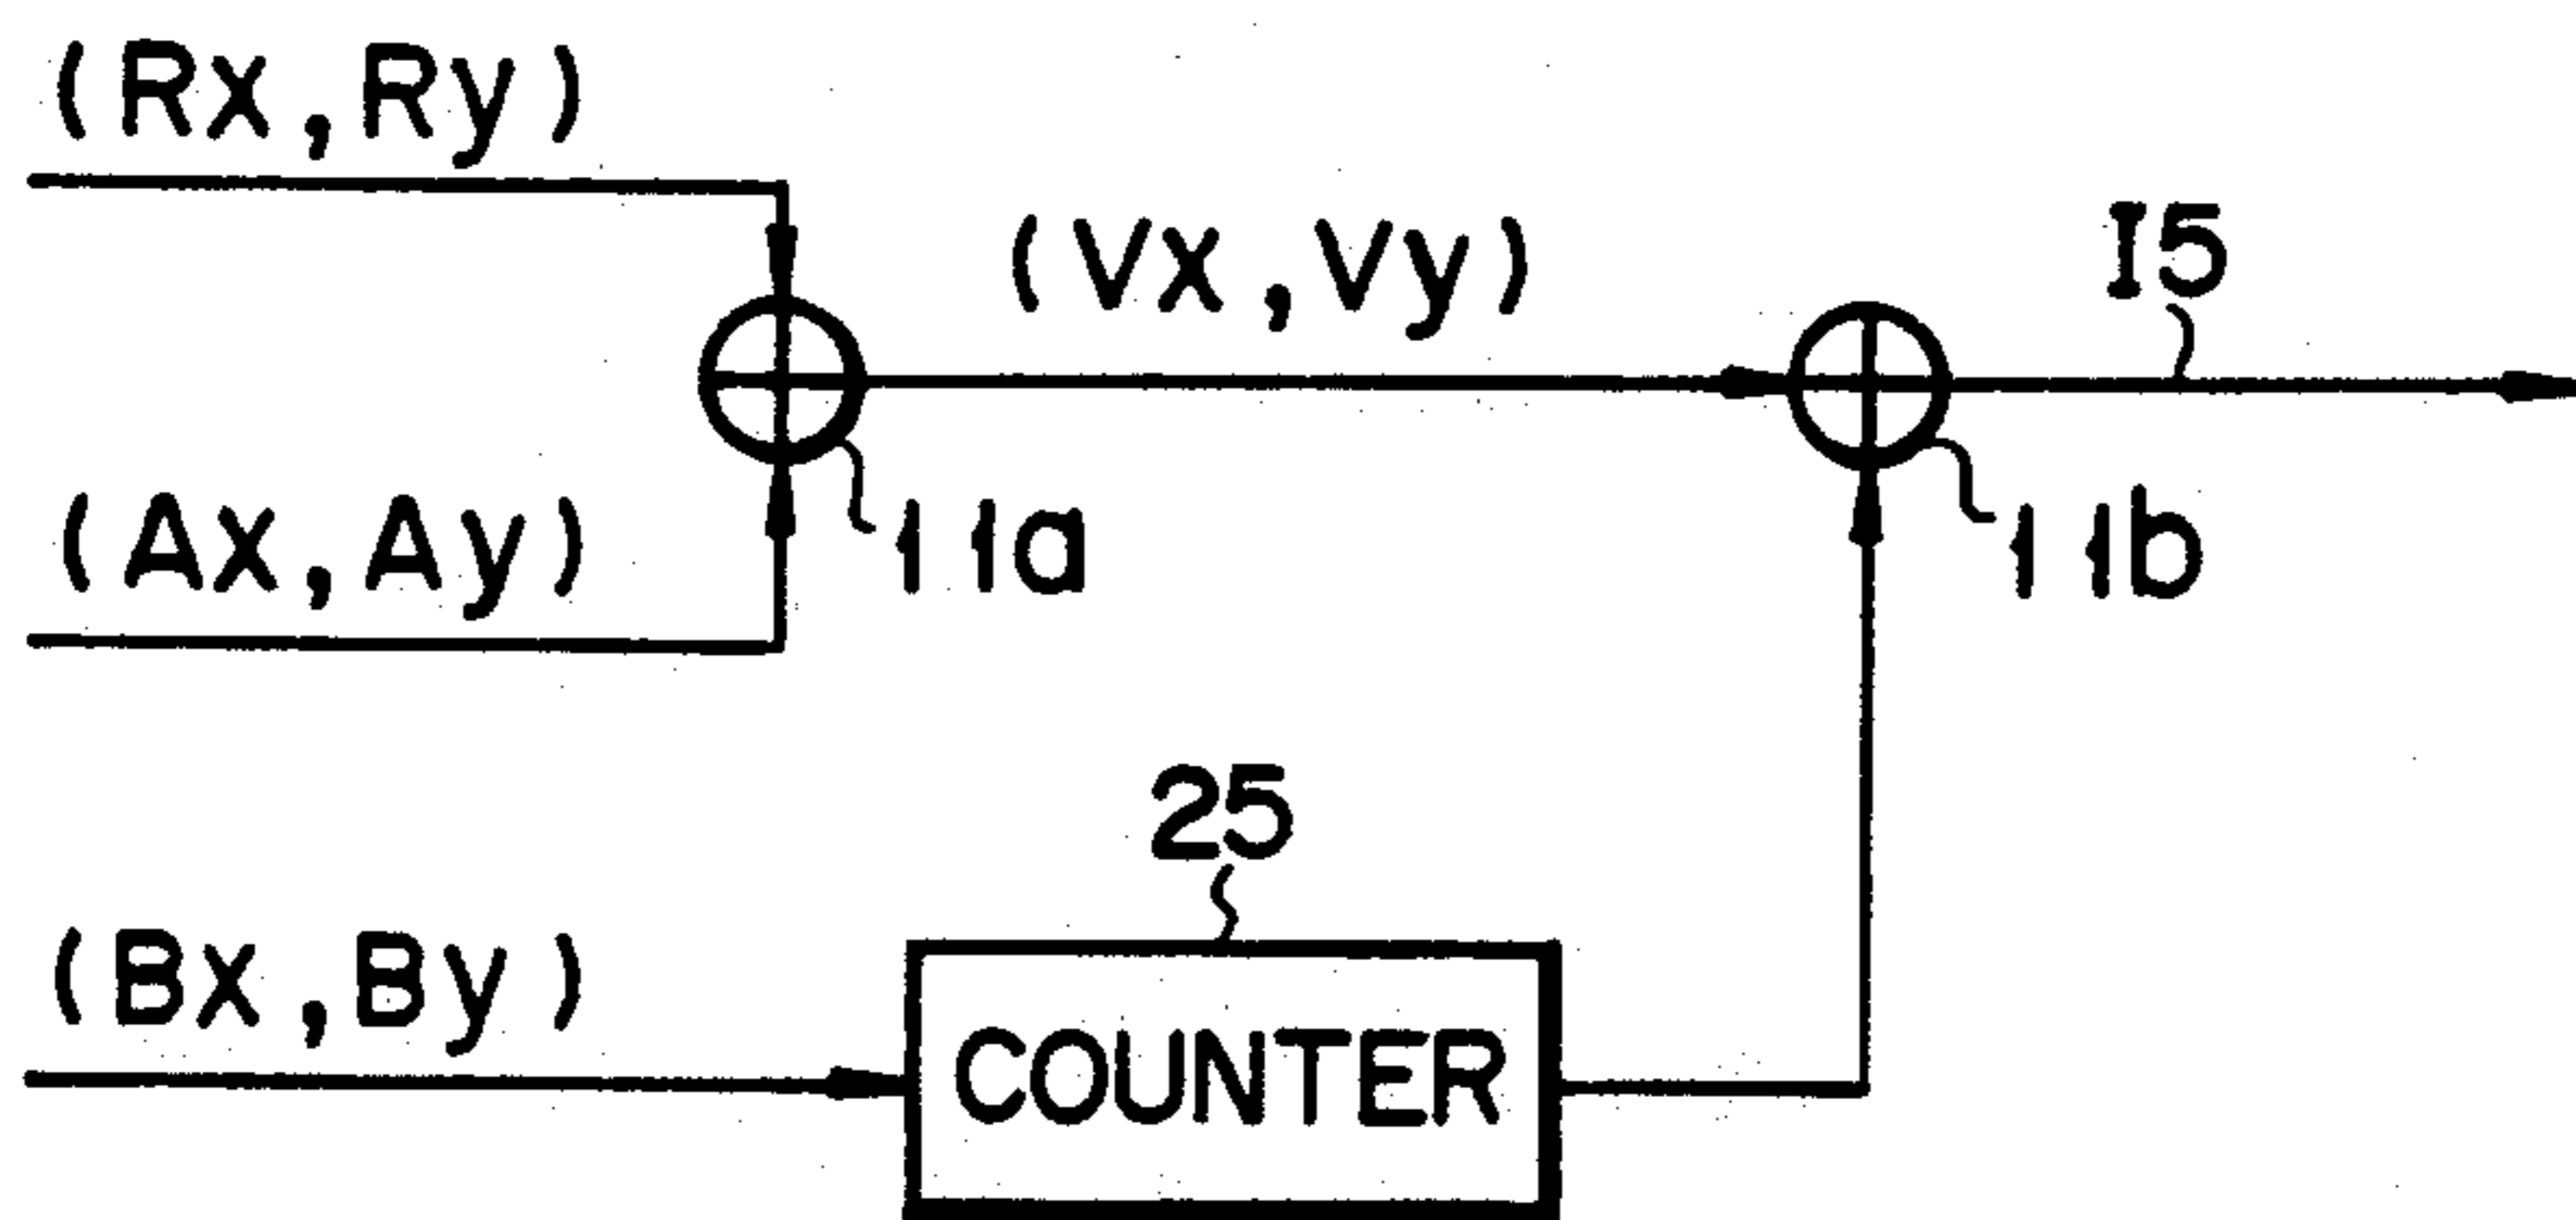 (Rx,Ry)
(Vx,Vy)
I5
(Ax,Ay)
11a
11b
25
(Bx,By)
COUNTER